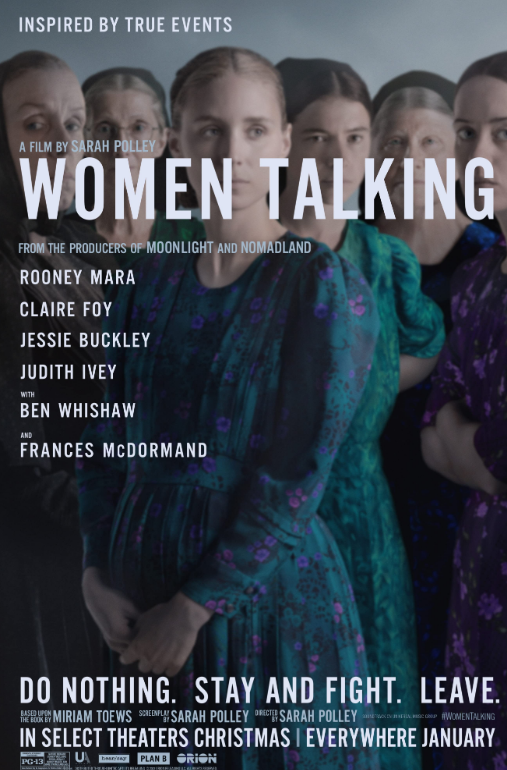 INSPIRED BY TRUE EVENTS
A FILM BY SARAH POLLEY
WOMEN TALKING
FROM THE PRODUCERS OF MOONLIGHT AND NOMADLAND
ROONEY MARA
CLAIRE FOY
JESSIE BUCKLEY
JUDITH IVEY
WITH
BEN WHISHAW
AND
FRANCES McDORMAND
DO NOTHING. STAY AND FIGHT. LEAVE.
BASED UPON THE BOOK BY MIRIAM TOEWS SCREENPLAY BY SARAH POLLEY DIRECTED BY SARAH POLLEY #WOMENTALKING
IN SELECT THEATERS CHRISTMAS | EVERYWHERE JANUARY
PG-13 UA hear/say PLAN B ORION